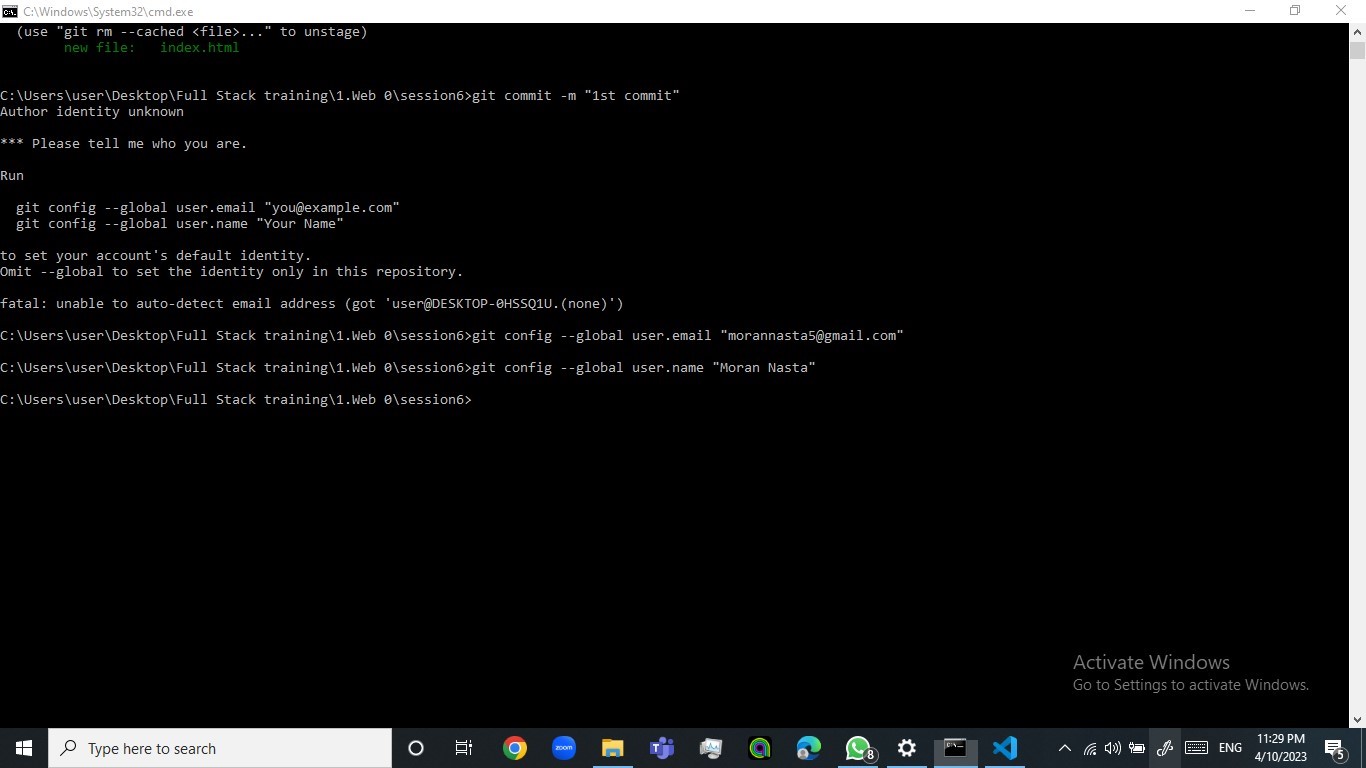 C:\Windows\System32\cmd.exe
(use "git rm --cached <file>..." to unstage)
new file:   index.html
C:\Users\user\Desktop\Full Stack training\1.Web 0\session6>git commit -m "1st commit"
Author identity unknown
*** Please tell me who you are.
Run
git config --global user.email "you@example.com"
git config --global user.name "Your Name"
to set your account's default identity.
Omit --global to set the identity only in this repository.
fatal: unable to auto-detect email address (got 'user@DESKTOP-0HSSQ1U.(none)')
C:\Users\user\Desktop\Full Stack training\1.Web 0\session6>git config --global user.email "morannasta5@gmail.com"
C:\Users\user\Desktop\Full Stack training\1.Web 0\session6>git config --global user.name "Moran Nasta"
C:\Users\user\Desktop\Full Stack training\1.Web 0\session6>
Activate Windows
Go to Settings to activate Windows.
Type here to search
zoom
8
ENG
11:29 PM
4/10/2023
5